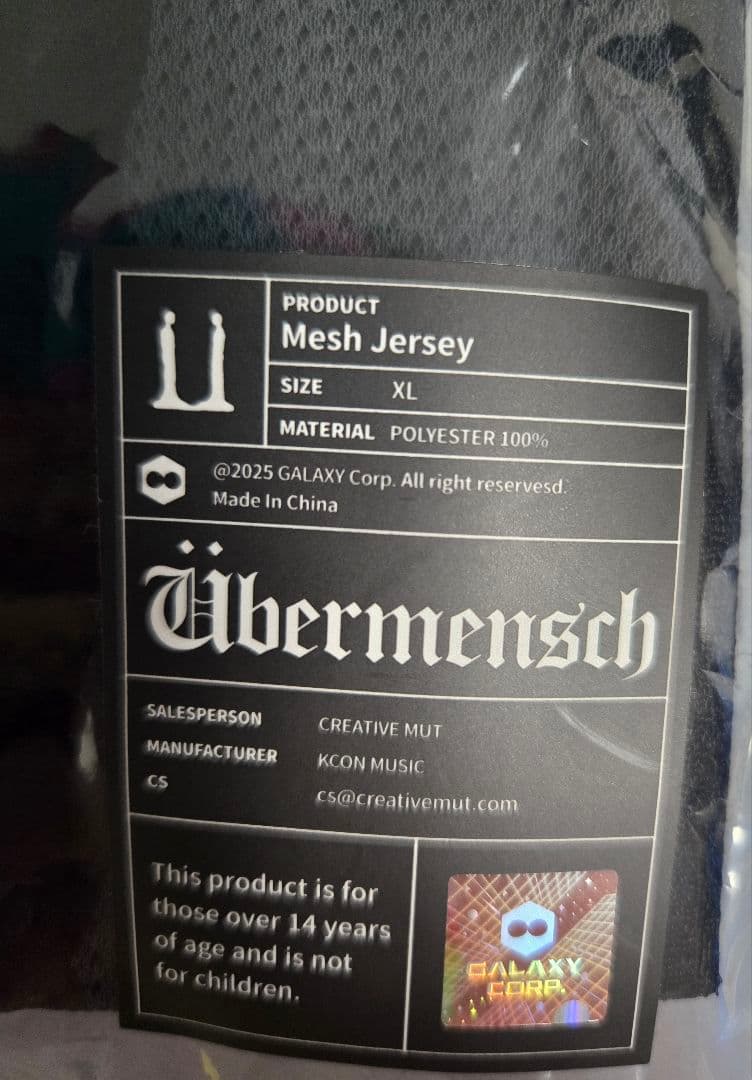 PRODUCT
Mesh Jersey
SIZE XL
MATERIAL POLYESTER 100%
@2025 GALAXY Corp. All right reservesd.
Made In China
Übermensch
SALESPERSON CREATIVE MUT
MANUFACTURER KCON MUSIC
CS cs@creativemut.com
This product is for
those over 14 years
of age and is not
for children.
GALAXY
CORP.